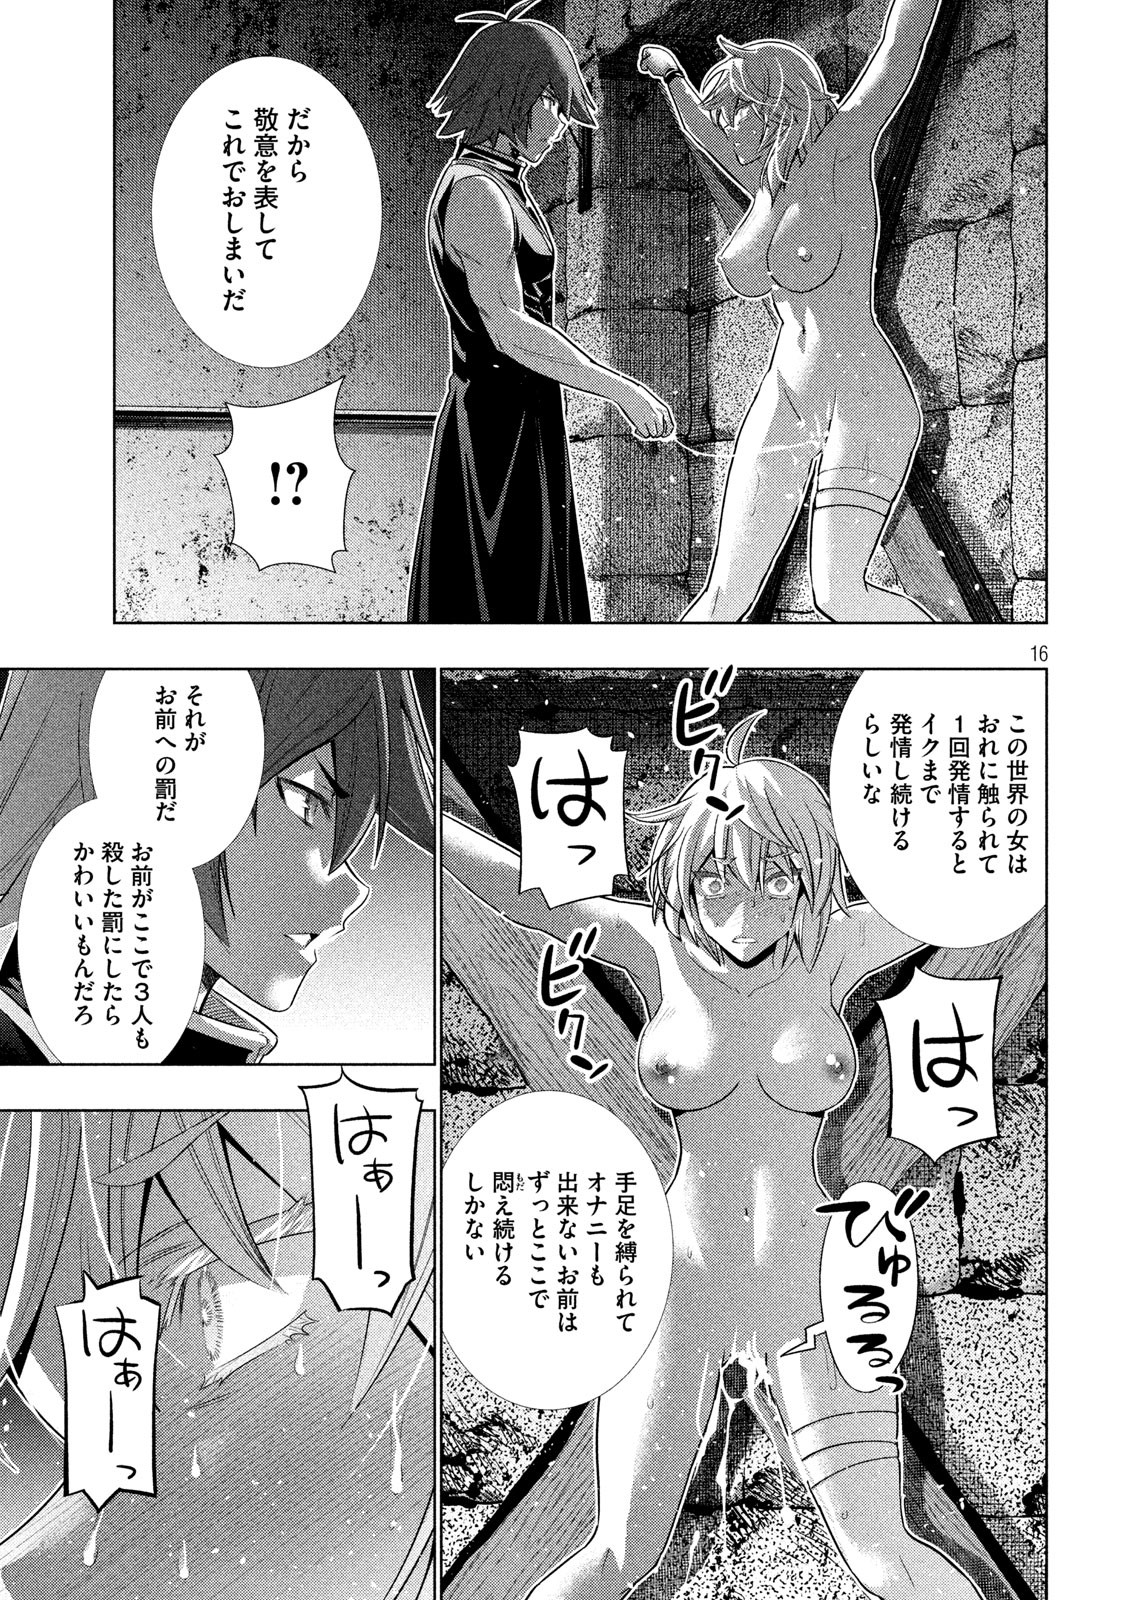 だから
敬意を表して
これでおしまいだ
!?
16
この世界の女は
おれに触られて
1回発情すると
イクまで
発情し続ける
らしいな
ビクン
はっ
ビクン
はっ
手足を縛られて
オナニーも
出来ないお前は
ずっとここで
悶え続ける
もだ
しかない
びゅるるっ
それが
お前への罰だ
お前がここで3人も
殺した罰にしたら
かわいいもんだろ
はぁーっ
はぁーっ